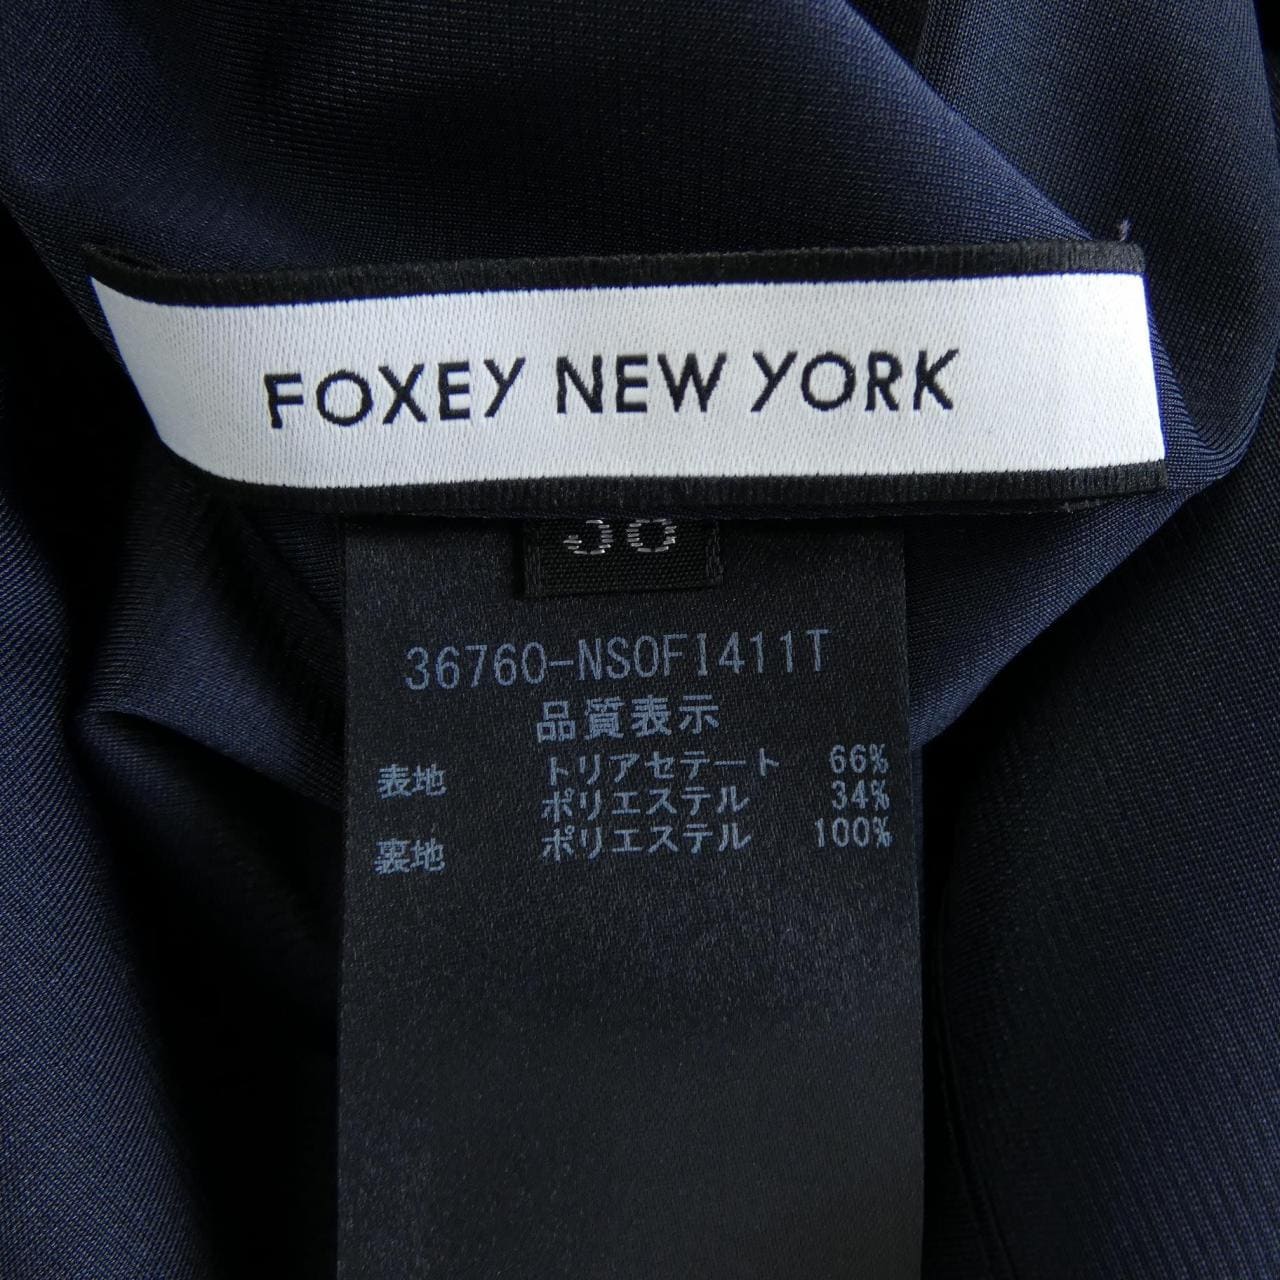 FOXEY NEW YORK
36760-NSOFI411T
品質表示
表地 トリアセテート 66%
ポリエステル 34%
裏地 ポリエステル 100%